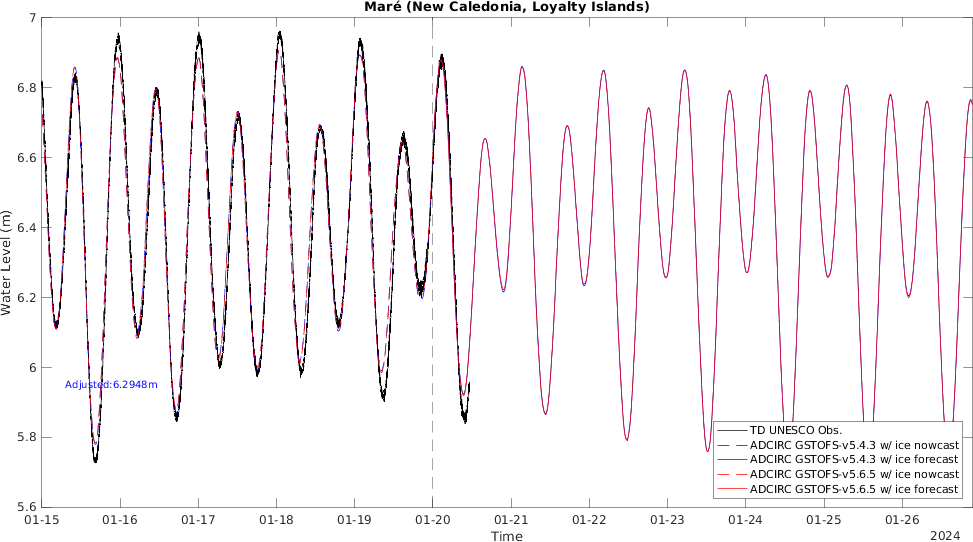 Maré (New Caledonia, Loyalty Islands)
7
6.8
6.6
6.4
6.2
6
5.8
5.6
Water Level (m)
Adjusted:6.2948m
TD UNESCO Obs.
ADCIRC GSTOFS-v5.4.3 w/ ice nowcast
ADCIRC GSTOFS-v5.4.3 w/ ice forecast
ADCIRC GSTOFS-v5.6.5 w/ ice nowcast
ADCIRC GSTOFS-v5.6.5 w/ ice forecast
01-15 01-16 01-17 01-18 01-19 01-20 01-21 01-22 01-23 01-24 01-25 01-26
Time
2024